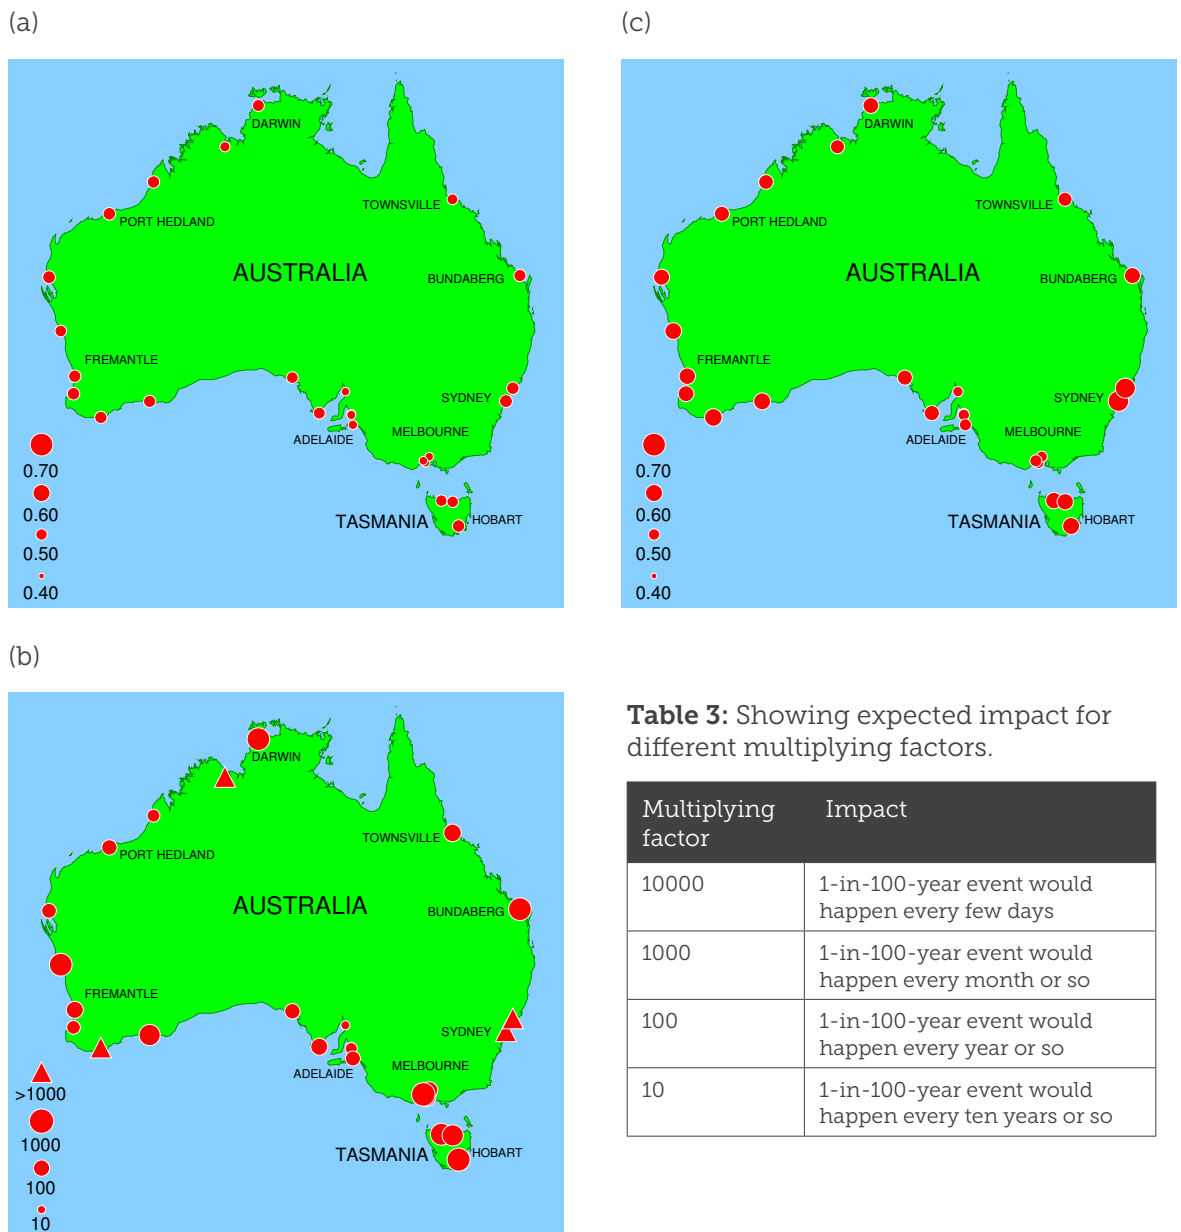 (a)
DARWIN
TOWNSVILLE
PORT HEDLAND
AUSTRALIA
BUNDABERG
FREMANTLE
SYDNEY
ADELAIDE
MELBOURNE
0.70
0.60
0.50
0.40
TASMANIA
HOBART
(c)
DARWIN
TOWNSVILLE
PORT HEDLAND
AUSTRALIA
BUNDABERG
FREMANTLE
SYDNEY
ADELAIDE
MELBOURNE
0.70
0.60
0.50
0.40
TASMANIA
HOBART
(b)
DARWIN
TOWNSVILLE
PORT HEDLAND
AUSTRALIA
BUNDABERG
FREMANTLE
SYDNEY
ADELAIDE
MELBOURNE
>1000
1000
100
10
TASMANIA
HOBART
Table 3: Showing expected impact for
different multiplying factors.
Multiplying
factor
Impact
10000
1-in-100-year event would
happen every few days
1000
1-in-100-year event would
happen every month or so
100
1-in-100-year event would
happen every year or so
10
1-in-100-year event would
happen every ten years or so